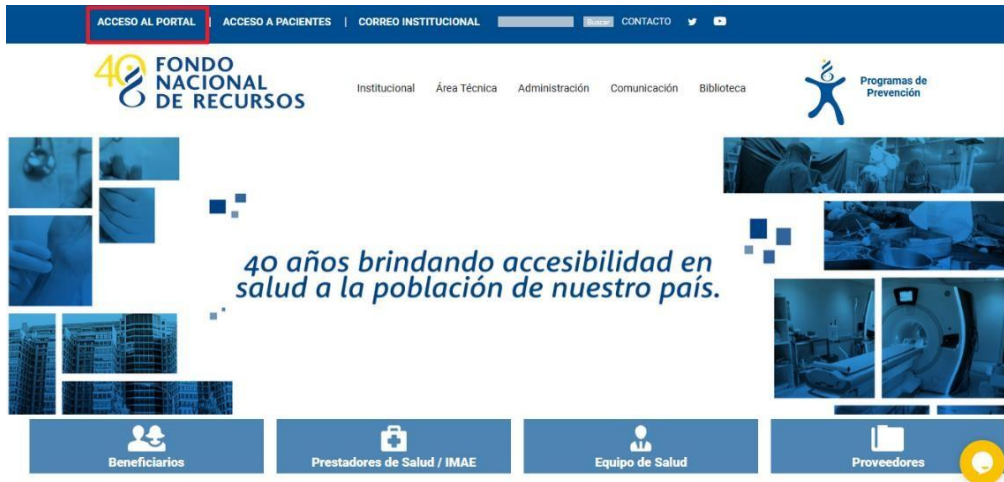 ACCESO AL PORTAL | ACCESO A PACIENTES | CORREO INSTITUCIONAL Buscar CONTACTO
40 FONDO
NACIONAL
DE RECURSOS
Institucional Área Técnica Administración Comunicación Biblioteca
Programas de
Prevención
40 años brindando accesibilidad en
salud a la población de nuestro país.
Beneficiarios Prestadores de Salud / IMAE Equipo de Salud Proveedores